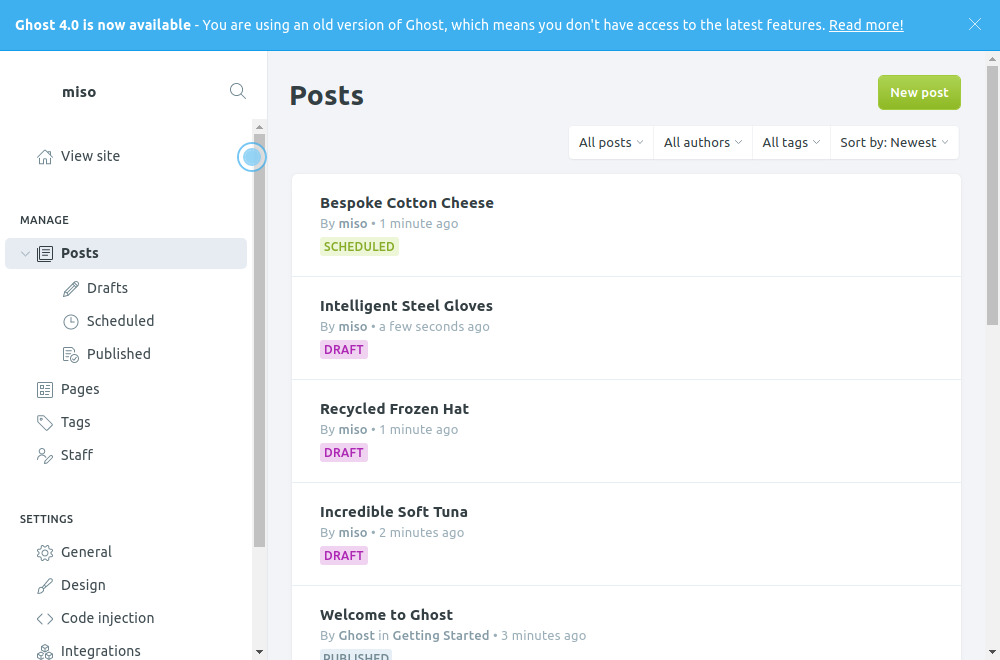 Ghost 4.0 is now available - You are using an old version of Ghost, which means you don't have access to the latest features. Read more!
miso
View site
MANAGE
Posts
Drafts
Scheduled
Published
Pages
Tags
Staff
SETTINGS
General
Design
Code injection
Integrations
Posts
New post
All posts
All authors
All tags
Sort by: Newest
Bespoke Cotton Cheese
By miso • 1 minute ago
SCHEDULED
Intelligent Steel Gloves
By miso • a few seconds ago
DRAFT
Recycled Frozen Hat
By miso • 1 minute ago
DRAFT
Incredible Soft Tuna
By miso • 2 minutes ago
DRAFT
Welcome to Ghost
By Ghost in Getting Started • 3 minutes ago
PUBLISHED